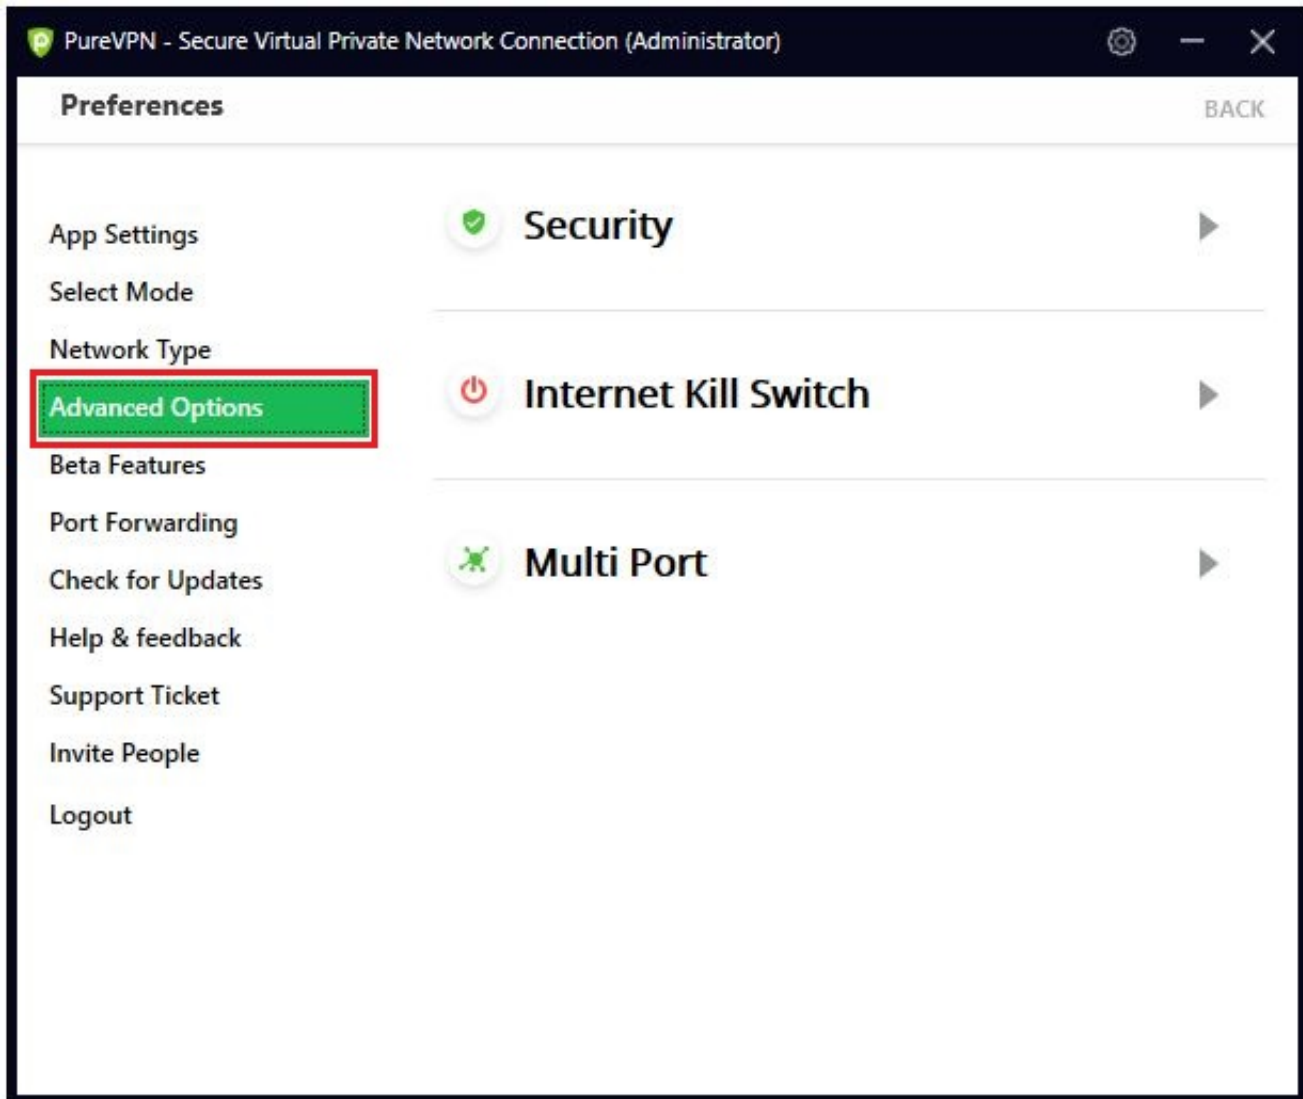 PureVPN - Secure Virtual Private Network Connection (Administrator)
Preferences
BACK
App Settings
Select Mode
Network Type
Advanced Options
Beta Features
Port Forwarding
Check for Updates
Help & feedback
Support Ticket
Invite People
Logout
Security
Internet Kill Switch
Multi Port